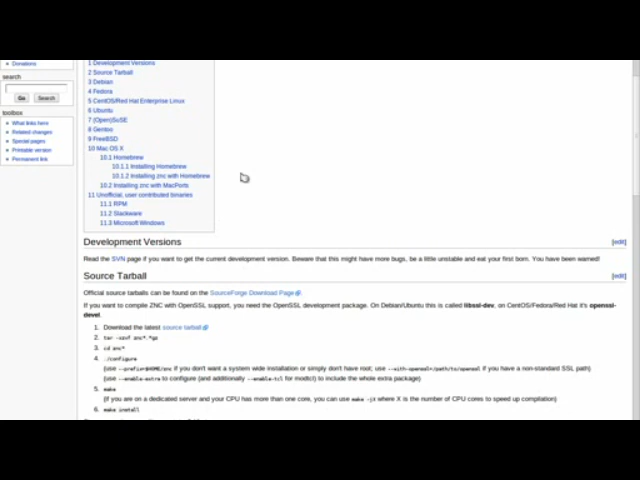 Donations
search
Go Search
toolbox
What links here
Related changes
Special pages
Printable version
Permanent link
1 Development Versions
2 Source Tarball
3 Debian
4 Fedora
5 CentOS/Red Hat Enterprise Linux
6 Ubuntu
7 (Open)SuSE
8 Gentoo
9 FreeBSD
10 Mac OS X
10.1 Homebrew
10.1.1 Installing Homebrew
10.1.2 Installing znc with Homebrew
10.2 Installing znc with MacPorts
11 Unofficial, user contributed binaries
11.1 RPM
11.2 Slackware
11.3 Microsoft Windows
Development Versions [edit]
Read the SVN page if you want to get the current development version. Beware that this might have more bugs, be a little unstable and eat your first born. You have been warned!
Source Tarball [edit]
Official source tarballs can be found on the SourceForge Download Page.
If you want to compile ZNC with OpenSSL support, you need the OpenSSL development package. On Debian/Ubuntu this is called libssl-dev, on CentOS/Fedora/Red Hat it's openssl-
devel.
1. Download the latest source tarball
2. tar -xzvf znc*.*gz
3. cd znc*
4. ./configure
(use --prefix=$HOME/znc if you don't want a system wide installation or simply don't have root; use --with-openssl=/path/to/openssl if you have a non-standard SSL path)
(use --enable-extra to configure (and additionally --enable-tcl for modtcl) to include the whole extra package)
5. make
(If you are on a dedicated server and your CPU has more than one core, you can use make -jX where X is the number of CPU cores to speed up compilation)
6. make install